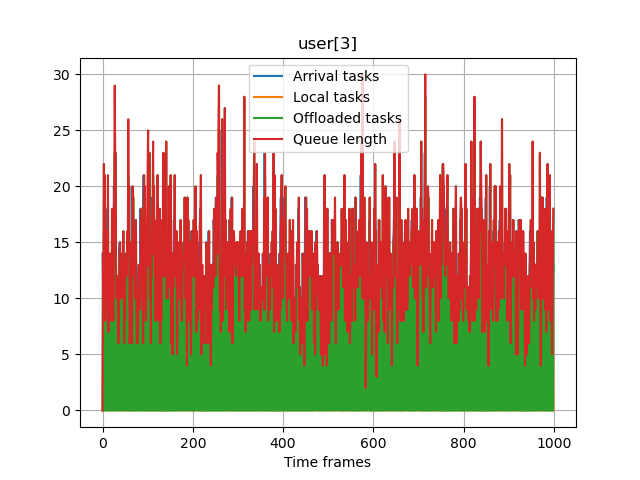 user[3]
Arrival tasks
Local tasks
Offloaded tasks
Queue length
30
25
20
15
10
5
0
0 200 400 600 800 1000
Time frames